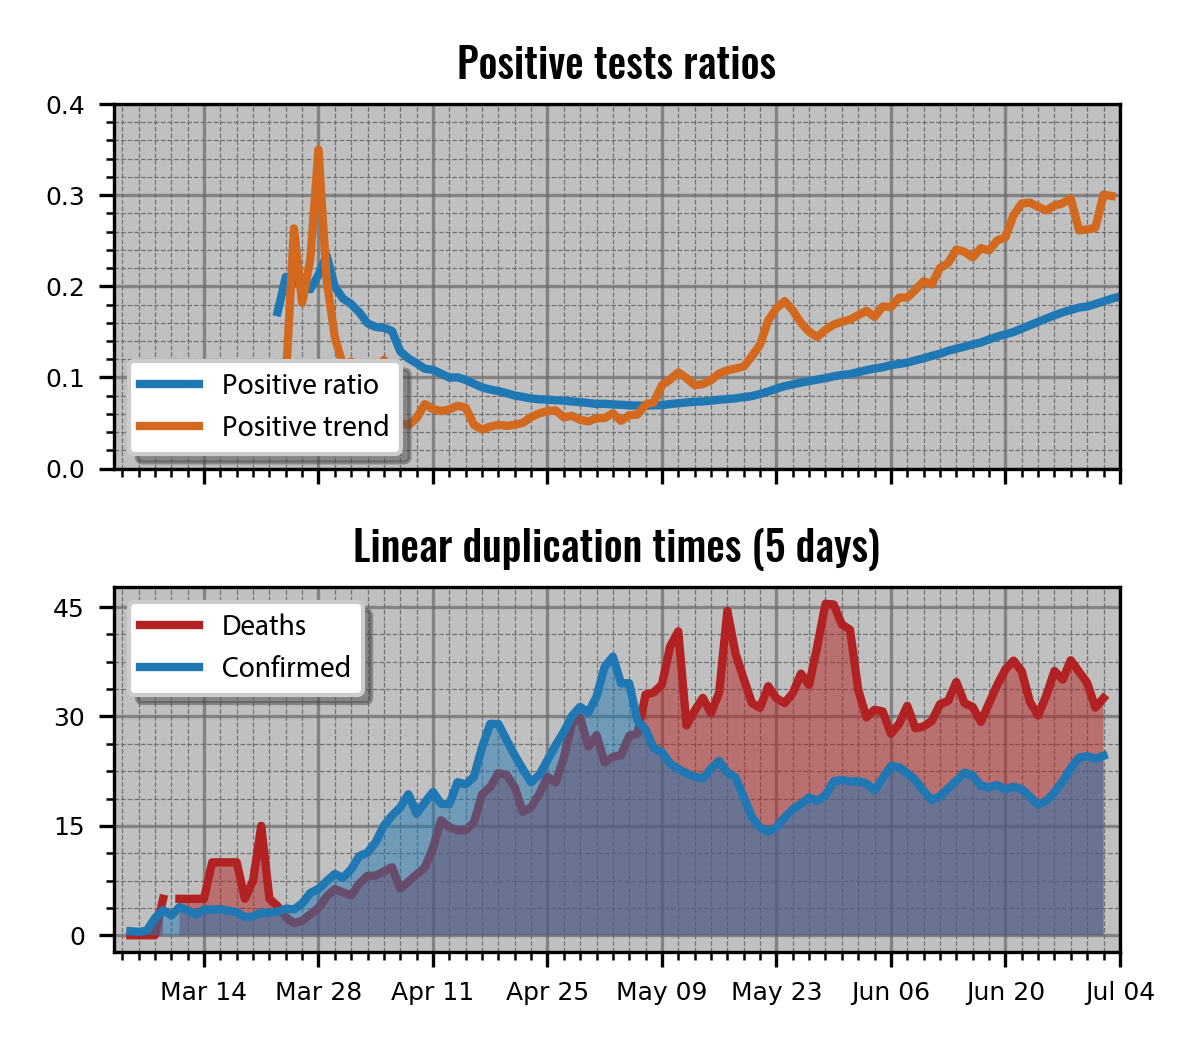 Positive tests ratios
0.4
0.3
0.2
0.1
0.0
Positive ratio
Positive trend
Linear duplication times (5 days)
45
30
15
0
Deaths
Confirmed
Mar 14 Mar 28 Apr 11 Apr 25 May 09 May 23 Jun 06 Jun 20 Jul 04